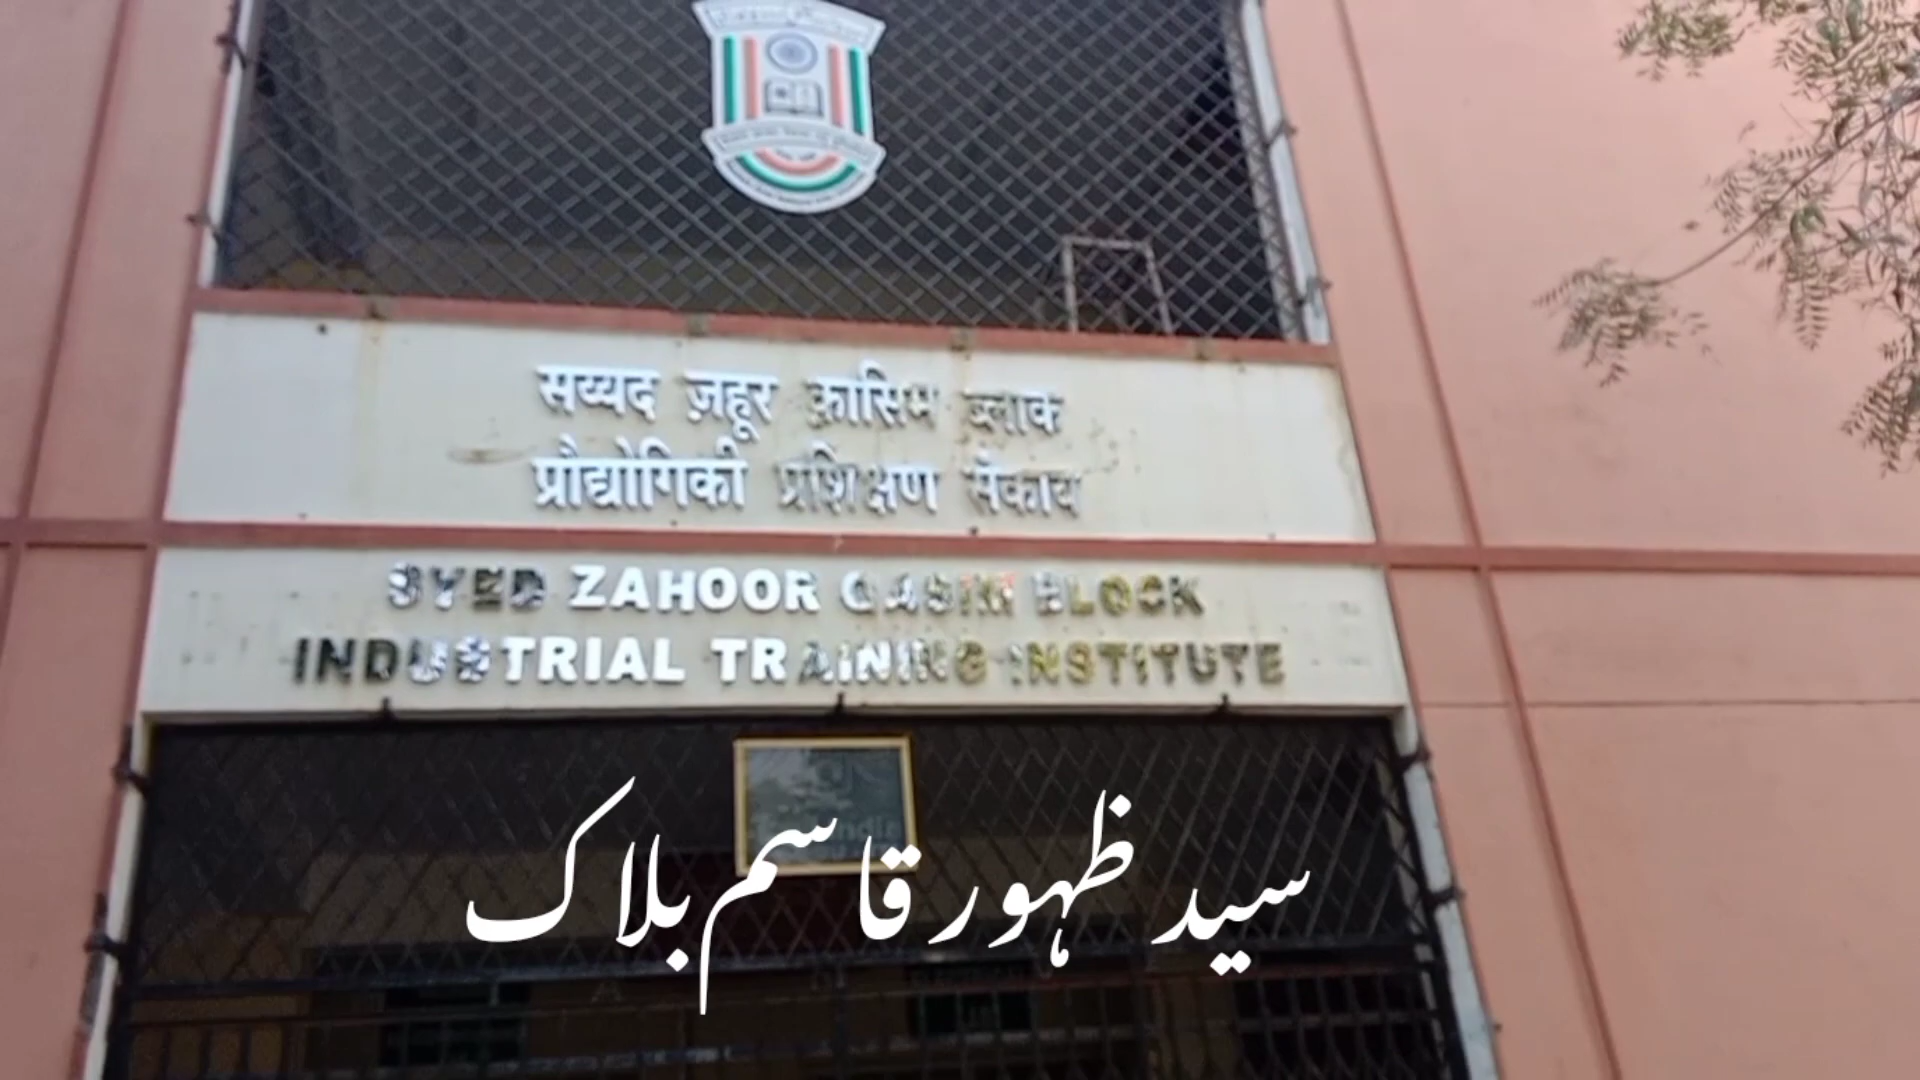 सय्यद ज़हूर क़ासिम ब्लाक
प्रौद्योगिकी प्रशिक्षण संकाय
SYED ZAHOOR QASIM BLOCK
INDUSTRIAL TRAINING INSTITUTE
سید ظہور قاسم بلاک